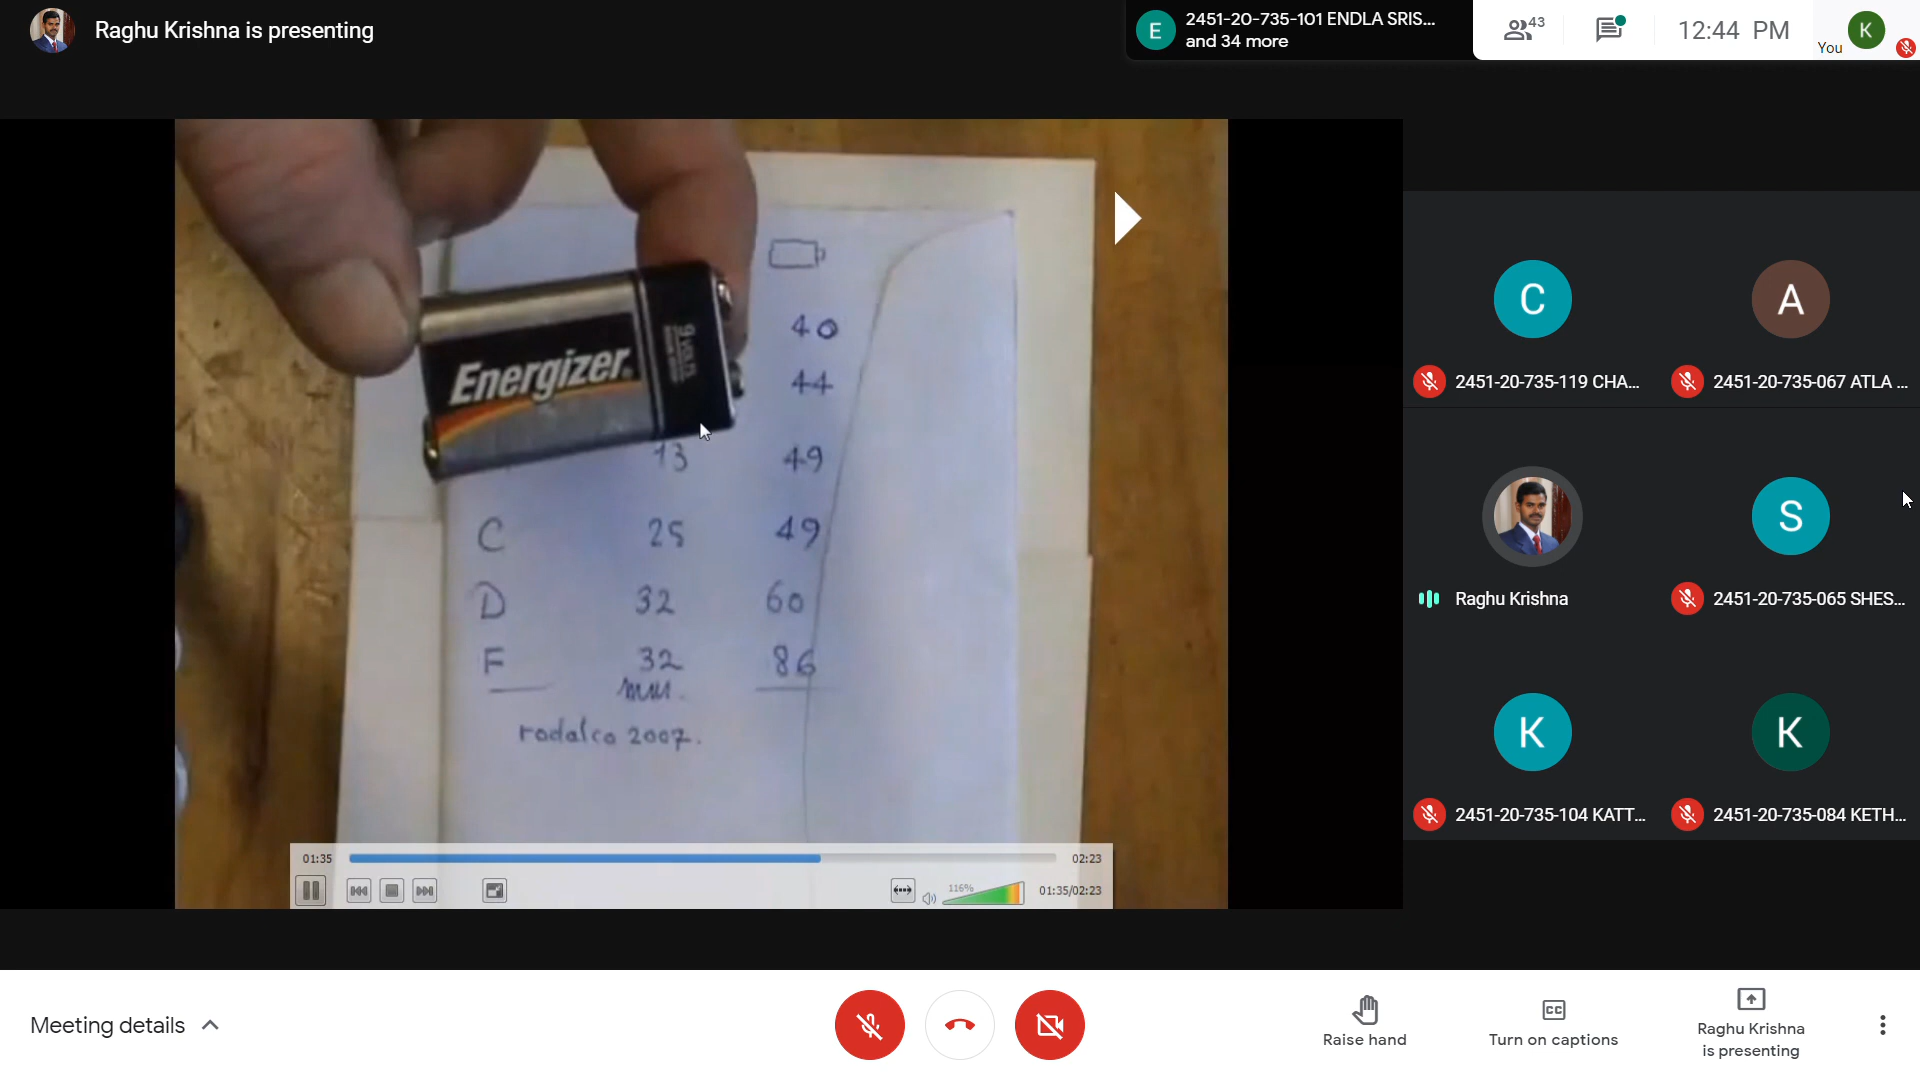 Raghu Krishna is presenting
E
2451-20-735-101 ENDLA SRIS...
and 34 more
43
12:44 PM
You
K
Energizer
9 VOLTS
40
44
13 49
C 25 49
D 32 60
F 32 86
mm.
rodalco 2007.
01:35
02:23
116%
01:35/02:23
C
2451-20-735-119 CHA...
A
2451-20-735-067 ATLA ...
Raghu Krishna
S
2451-20-735-065 SHES...
K
2451-20-735-104 KATT...
K
2451-20-735-084 KETH...
Meeting details
Raise hand
CC
Turn on captions
Raghu Krishna
is presenting